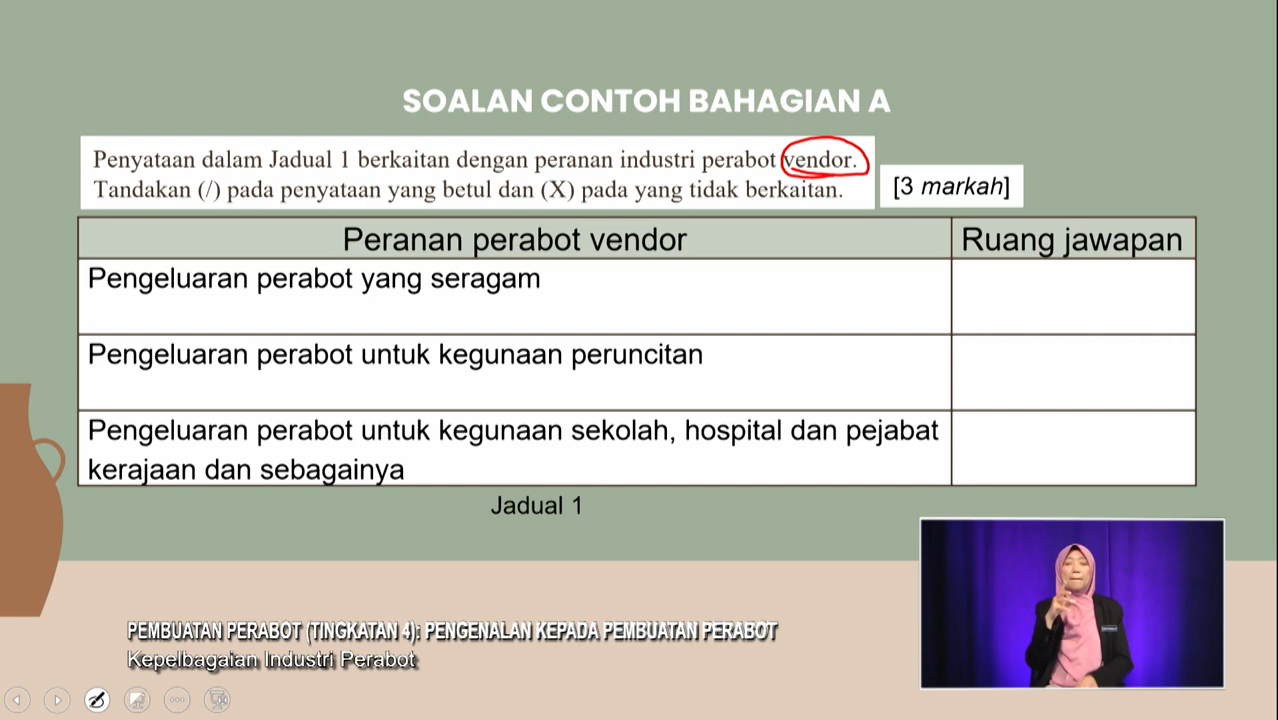 SOALAN CONTOH BAHAGIAN A
Penyataan dalam Jadual 1 berkaitan dengan peranan industri perabot vendor.
Tandakan (/) pada penyataan yang betul dan (X) pada yang tidak berkaitan.
[3 markah]
Peranan perabot vendor
Ruang jawapan
Pengeluaran perabot yang seragam
Pengeluaran perabot untuk kegunaan peruncitan
Pengeluaran perabot untuk kegunaan sekolah, hospital dan pejabat
kerajaan dan sebagainya
Jadual 1
PEMBUATAN PERABOT (TINGKATAN 4): PENGENALAN KEPADA PEMBUATAN PERABOT
Kepelbagaian Industri Perabot